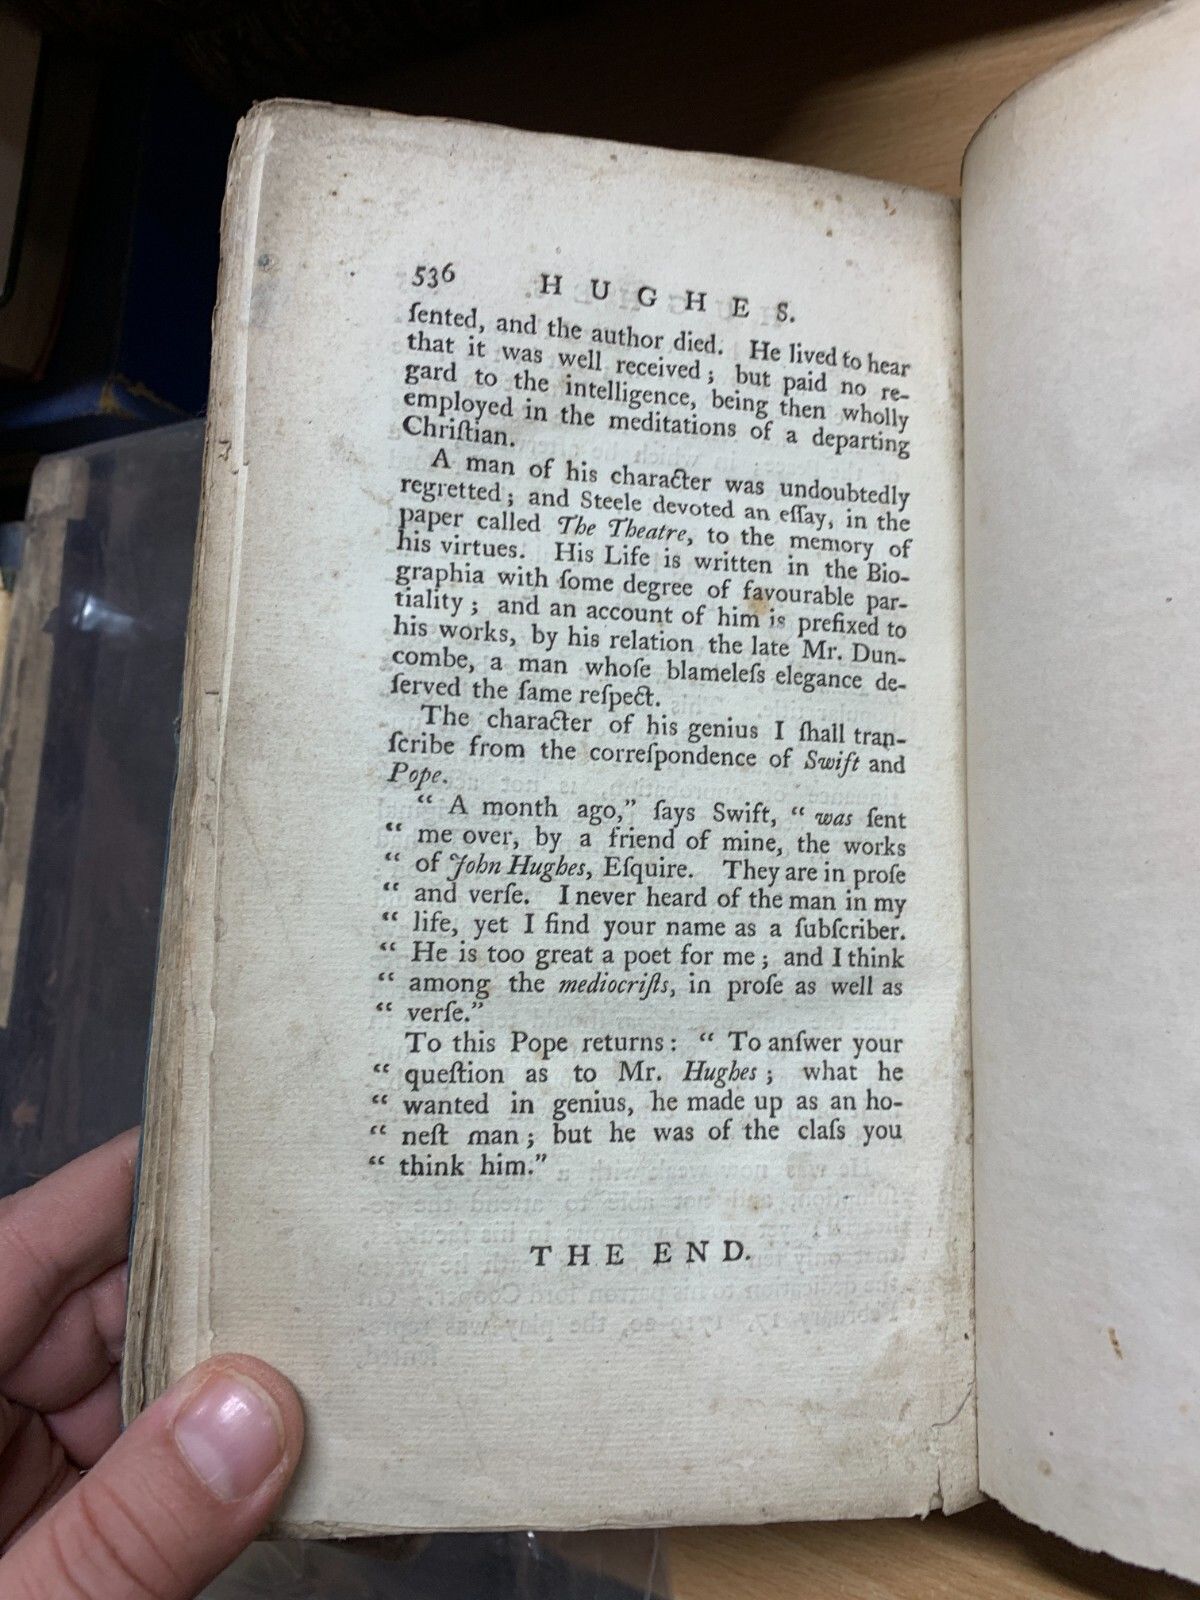 536 HUGHES.
ſented, and the author died. He lived to hear
that it was well received; but paid no re-
gard to the intelligence, being then wholly
employed in the meditations of a departing
Chriſtian.
A man of his character was undoubtedly
regretted; and Steele devoted an eſſay, in the
paper called The Theatre, to the memory of
his virtues. His Life is written in the Bio-
graphia with ſome degree of favourable par-
tiality; and an account of him is prefixed to
his works, by his relation the late Mr. Dun-
combe, a man whoſe blameleſs elegance de-
ſerved the ſame reſpect.
The character of his genius I ſhall tran-
ſcribe from the correſpondence of Swift and
Pope.
“ A month ago,” ſays Swift, “ was ſent
“ me over, by a friend of mine, the works
“ of John Hughes, Eſquire. They are in proſe
“ and verſe. I never heard of the man in my
“ life, yet I find your name as a ſubſcriber.
“ He is too great a poet for me; and I think
“ among the mediocriſts, in proſe as well as
“ verſe.”
To this Pope returns: “ To anſwer your
“ queſtion as to Mr. Hughes; what he
“ wanted in genius, he made up as an ho-
“ neſt man; but he was of the claſs you
“ think him.”
THE END.